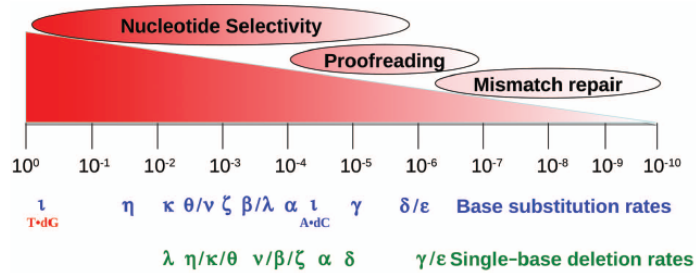 Nucleotide Selectivity
Proofreading
Mismatch repair
10⁰ 10⁻¹ 10⁻² 10⁻³ 10⁻⁴ 10⁻⁵ 10⁻⁶ 10⁻⁷ 10⁻⁸ 10⁻⁹ 10⁻¹⁰
ι η κ θ/ν ζ β/λ α ι γ δ/ε Base substitution rates
T•dG A•dC
λ η/κ/θ ν/β/ζ α δ γ/ε Single-base deletion rates